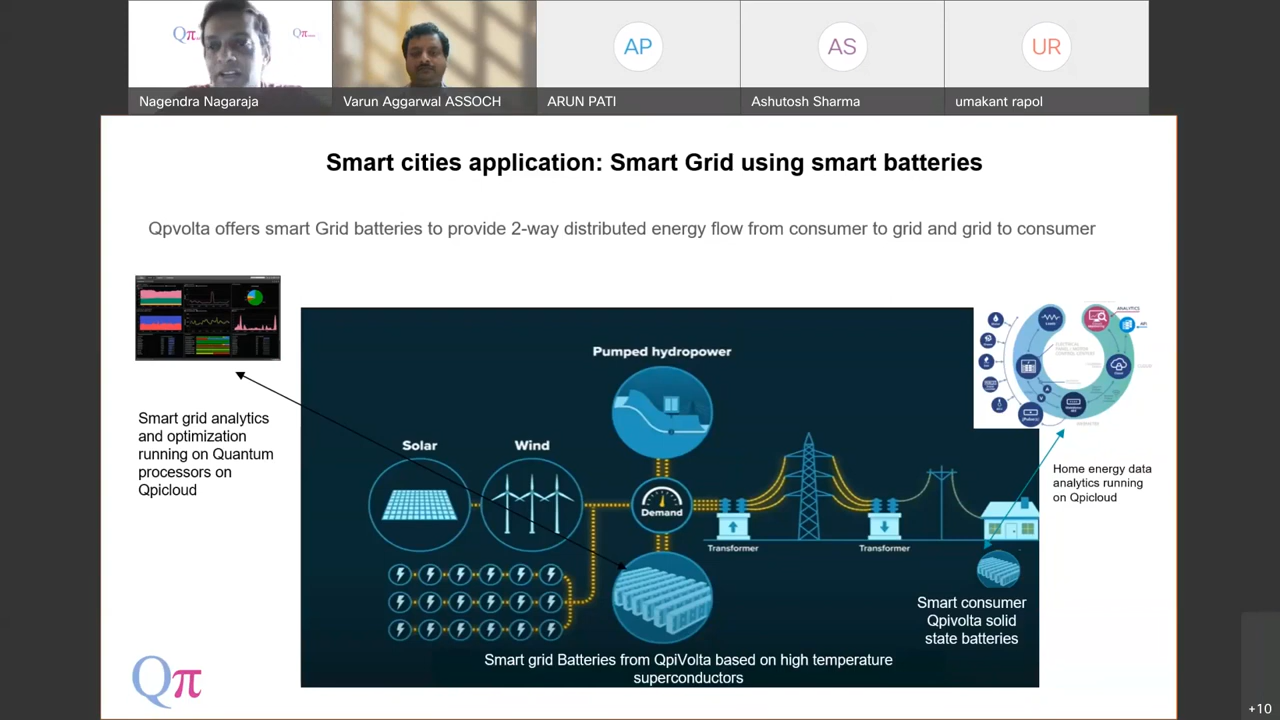 Qπ
Qπ
AP
AS
UR
Nagendra Nagaraja
Varun Aggarwal ASSOCH
ARUN PATI
Ashutosh Sharma
umakant rapol
Smart cities application: Smart Grid using smart batteries
Qpvolta offers smart Grid batteries to provide 2-way distributed energy flow from consumer to grid and grid to consumer
Smart grid analytics
and optimization
running on Quantum
processors on
Qpicloud
Pumped hydropower
Solar
Wind
Demand
Transformer
Transformer
ANALYTICS
API
Home energy data
analytics running
on Qpicloud
Smart consumer
Qpivolta solid
state batteries
Smart grid Batteries from QpiVolta based on high temperature
superconductors
Qπ
+10